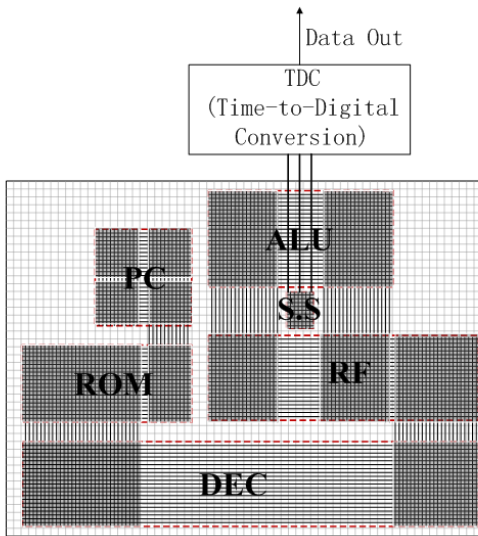 Data Out
TDC
(Time-to-Digital
Conversion)
ALU
PC
S.S
ROM
RF
DEC